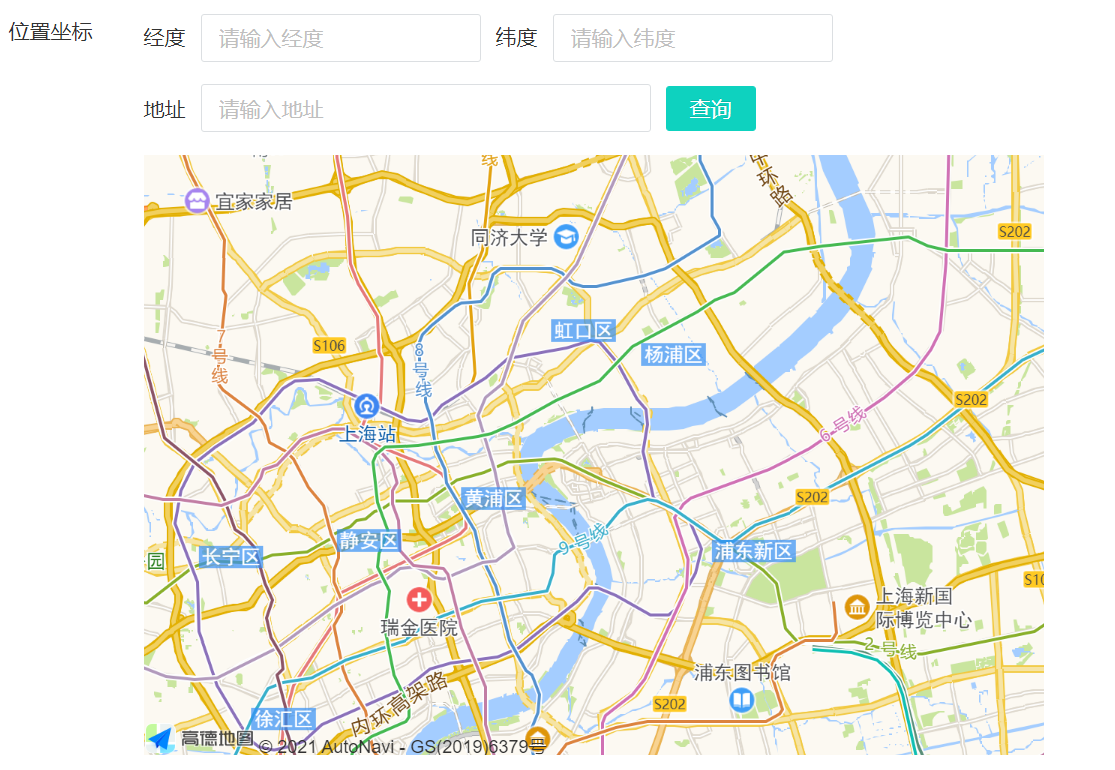 位置坐标
经度 请输入经度 纬度 请输入纬度
地址 请输入地址 查询
线
中环路
宜家家居
同济大学
S202
7号线
S106
8号线
虹口区
杨浦区
S202
上海站
6号线
黄浦区
S202
静安区
9号线
长宁区
园
浦东新区
S10
瑞金医院
上海新国
际博览中心
2号线
浦东图书馆
内环高架路
S202
徐汇区
高德地图 © 2021 AutoNavi - GS(2019)6379号